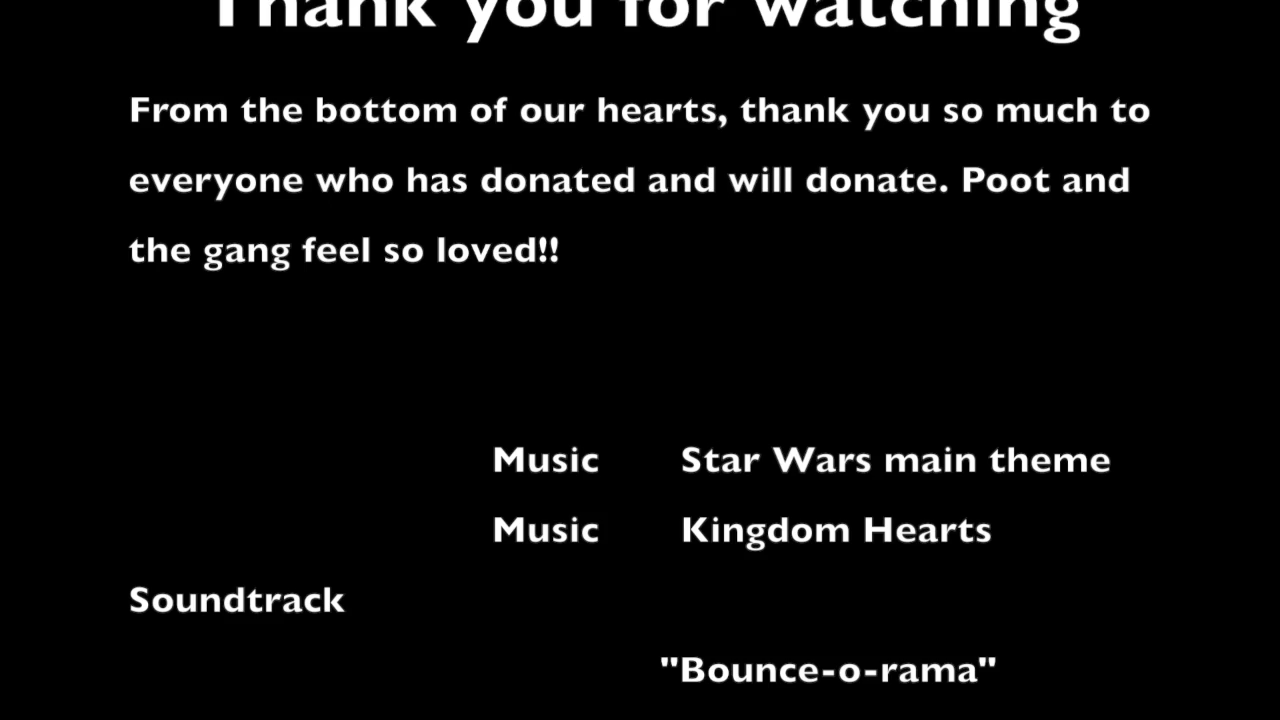 Thank you for watching
From the bottom of our hearts, thank you so much to
everyone who has donated and will donate. Poot and
the gang feel so loved!!
Music Star Wars main theme
Music Kingdom Hearts
Soundtrack
"Bounce-o-rama"